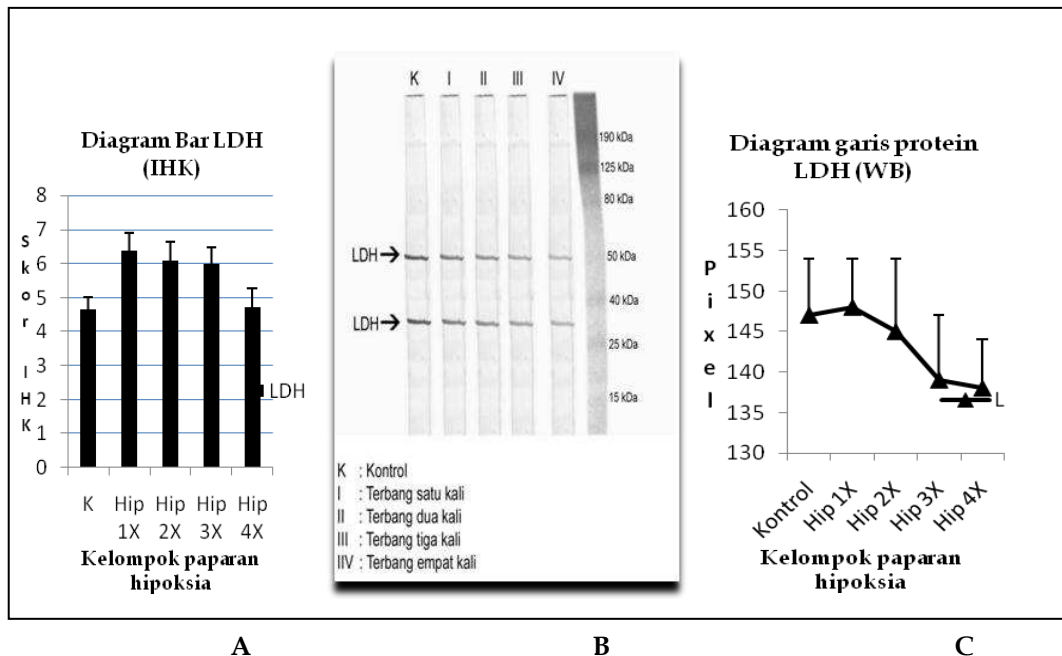 Diagram Bar LDH
(IHK)
8
7
6
5
4
3
2
1
0
Skor IHK
LDH
K Hip 1X Hip 2X Hip 3X Hip 4X
Kelompok paparan
hipoksia
A
K I II III IV
190 kDa
125 kDa
80 kDa
LDH
50 kDa
40 kDa
LDH
25 kDa
15 kDa
K : Kontrol
I : Terbang satu kali
II : Terbang dua kali
III : Terbang tiga kali
IIV : Terbang empat kali
B
Diagram garis protein
LDH (WB)
160
155
150
145
140
135
130
Pixel
L
Kontrol Hip 1X Hip 2X Hip 3X Hip 4X
Kelompok paparan
hipoksia
C